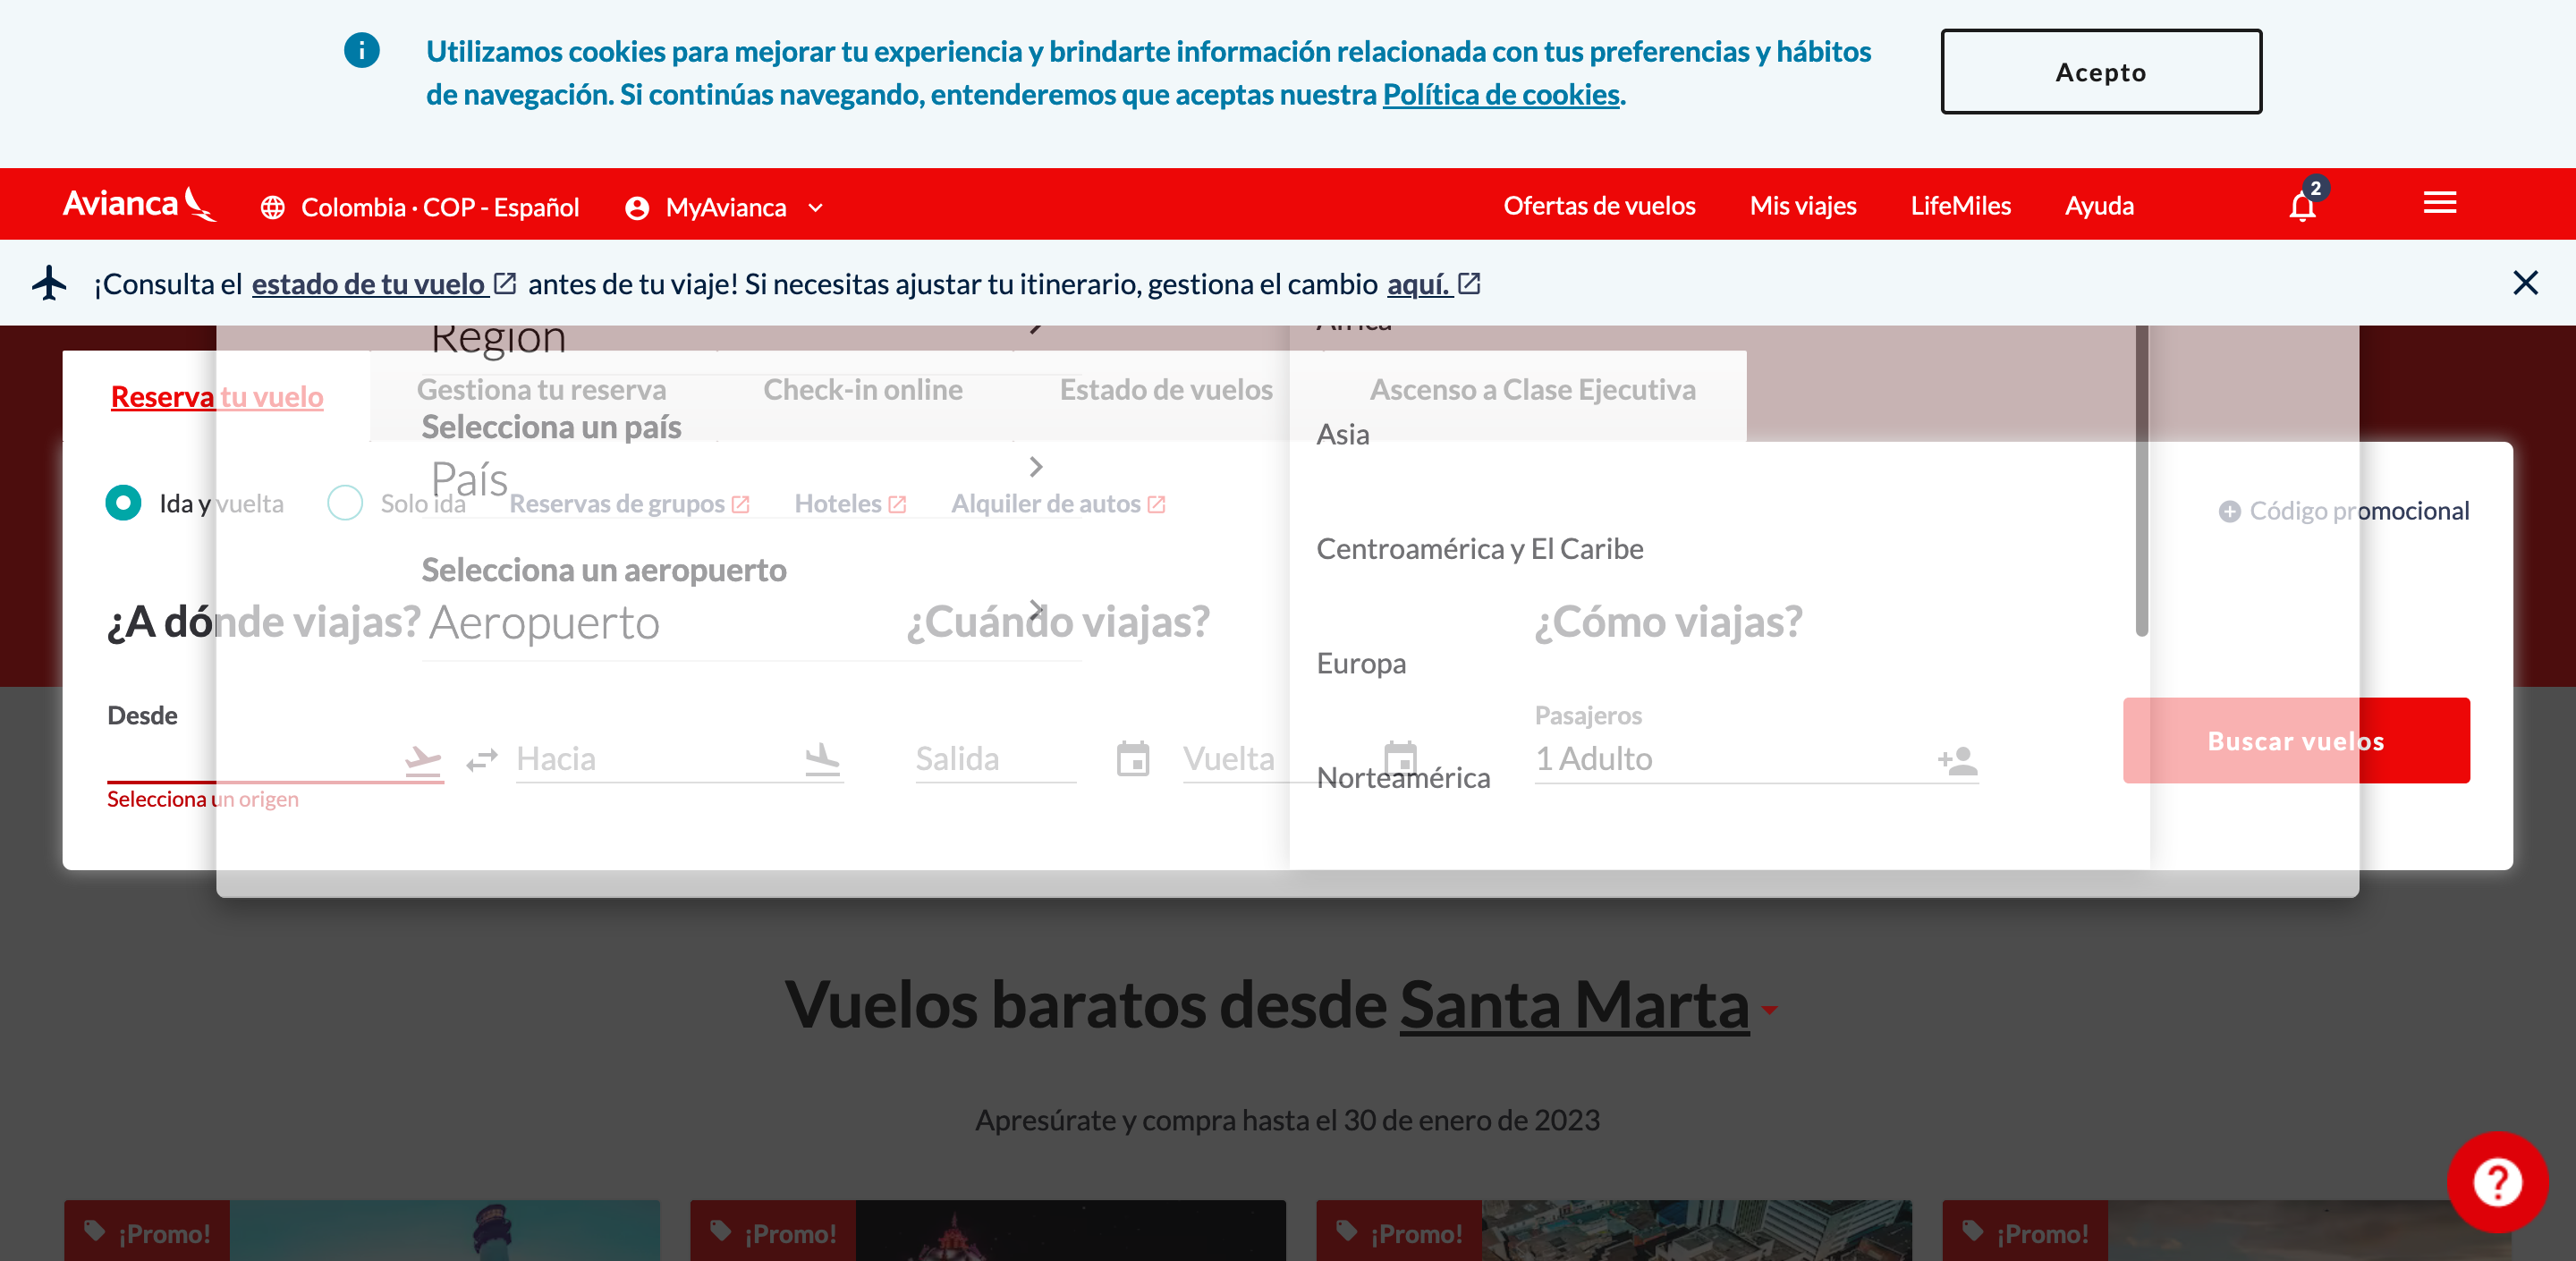 Utilizamos cookies para mejorar tu experiencia y brindarte información relacionada con tus preferencias y hábitos
de navegación. Si continúas navegando, entenderemos que aceptas nuestra Política de cookies.
Acepto
Avianca
Colombia · COP - Español
MyAvianca
Ofertas de vuelos
Mis viajes
LifeMiles
Ayuda
2
¡Consulta el estado de tu vuelo antes de tu viaje! Si necesitas ajustar tu itinerario, gestiona el cambio aquí.
Región
África
Reserva tu vuelo
Gestiona tu reserva
Check-in online
Estado de vuelos
Ascenso a Clase Ejecutiva
Selecciona un país
Asia
País
Ida y vuelta
Solo ida
Reservas de grupos
Hoteles
Alquiler de autos
Código promocional
Centroamérica y El Caribe
Selecciona un aeropuerto
¿A dónde viajas?
Aeropuerto
¿Cuándo viajas?
¿Cómo viajas?
Europa
Desde
Pasajeros
Hacia
Salida
Vuelta
1 Adulto
Buscar vuelos
Norteamérica
Selecciona un origen
Vuelos baratos desde Santa Marta
Apresúrate y compra hasta el 30 de enero de 2023
¡Promo!
¡Promo!
¡Promo!
¡Promo!